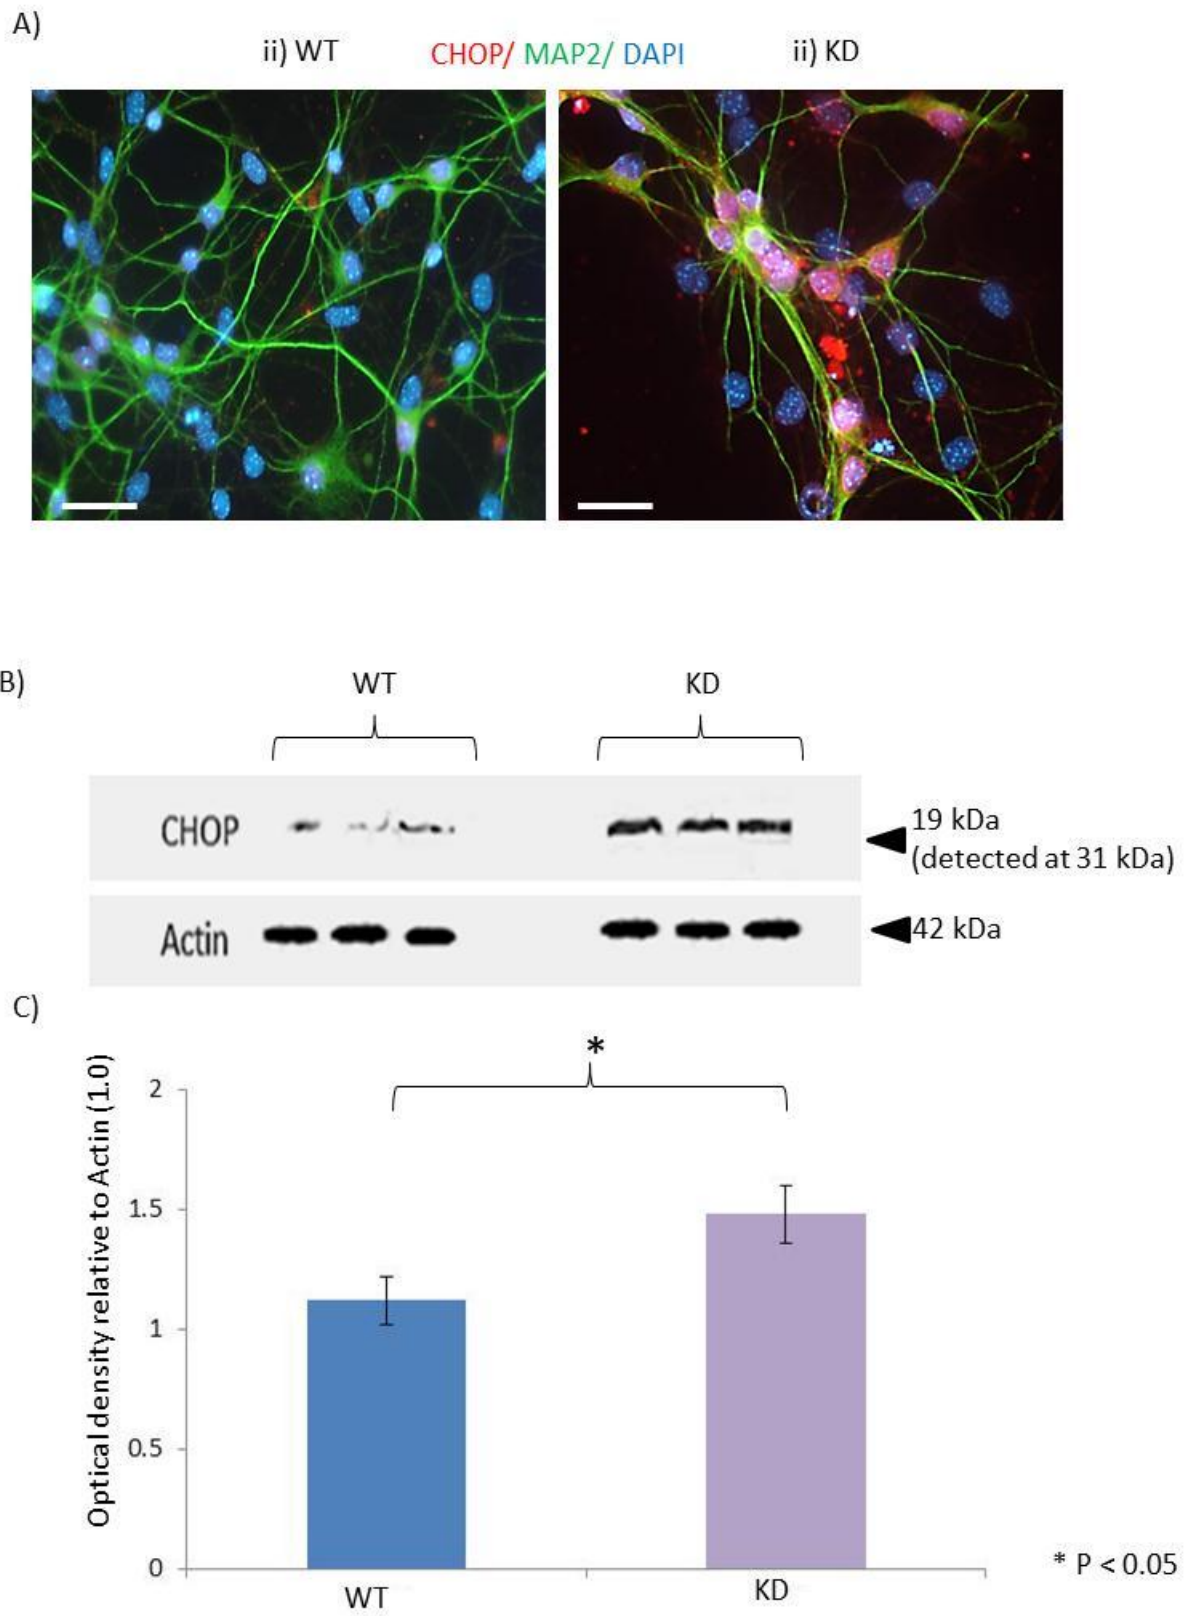 A)
ii) WT CHOP/ MAP2/ DAPI ii) KD
B)
WT KD
CHOP
19 kDa
(detected at 31 kDa)
Actin
42 kDa
C)
*
Optical density relative to Actin (1.0)
2
1.5
1
0.5
0
WT KD
* P < 0.05